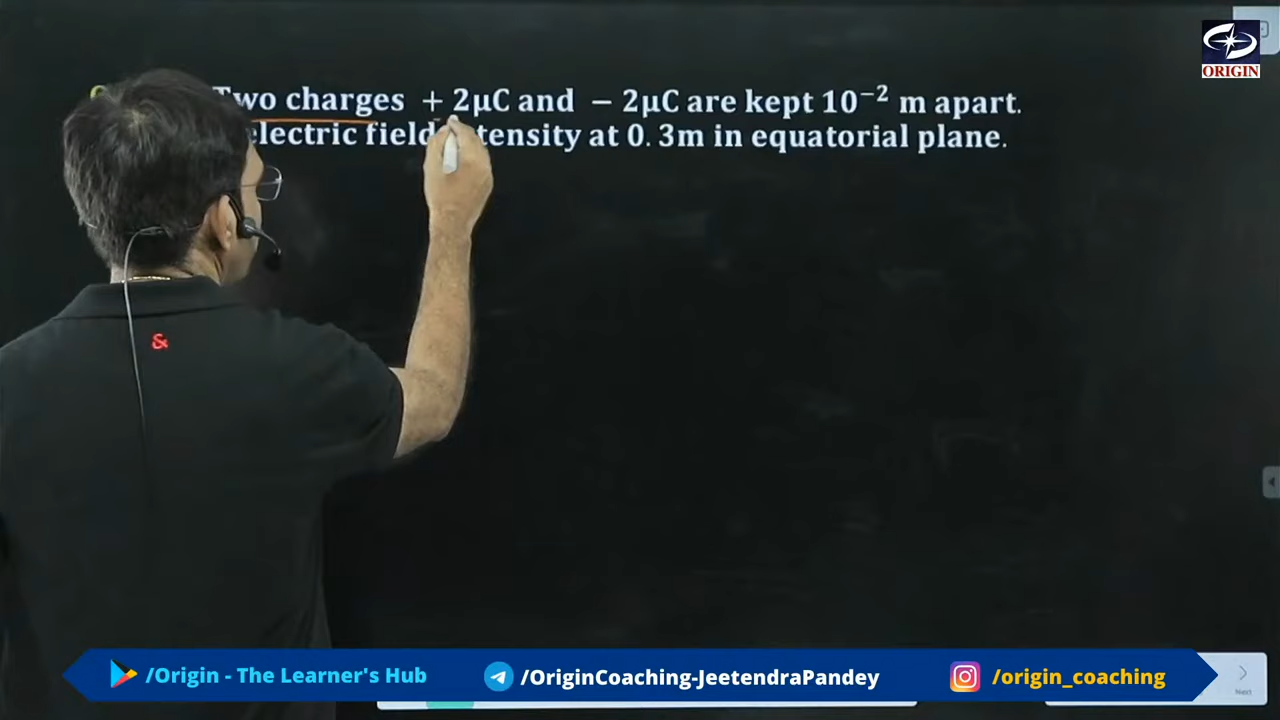 ORIGIN
Two charges + 2μC and − 2μC are kept 10⁻² m apart.
electric field tensity at 0. 3m in equatorial plane.
&
/Origin - The Learner's Hub
/OriginCoaching-JeetendraPandey
/origin_coaching
Next